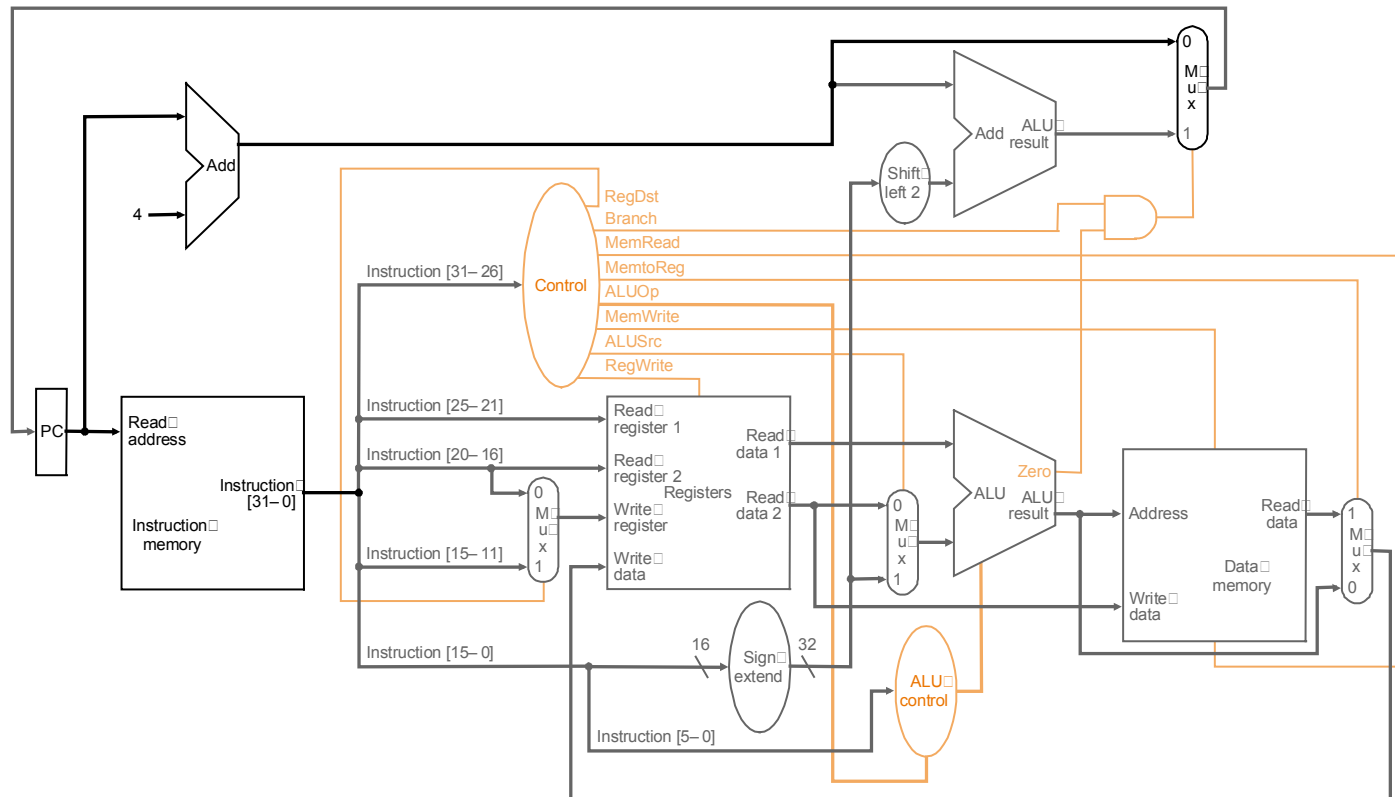 0
M
u
x
1
Add
ALU
result
Shift
left 2
Add
4
RegDst
Branch
MemRead
MemtoReg
ALUOp
MemWrite
ALUSrc
RegWrite
Control
Instruction [31–26]
Instruction [25–21]
Instruction [20–16]
Instruction [15–11]
Instruction [15–0]
Instruction [5–0]
PC
Read
address
Instruction
[31–0]
Instruction
memory
0
M
u
x
1
Read
register 1
Read
register 2
Write
register
Write
data
Registers
Read
data 1
Read
data 2
0
M
u
x
1
Zero
ALU
ALU
result
Address
Write
data
Read
data
Data
memory
1
M
u
x
0
16
Sign
extend
32
ALU
control